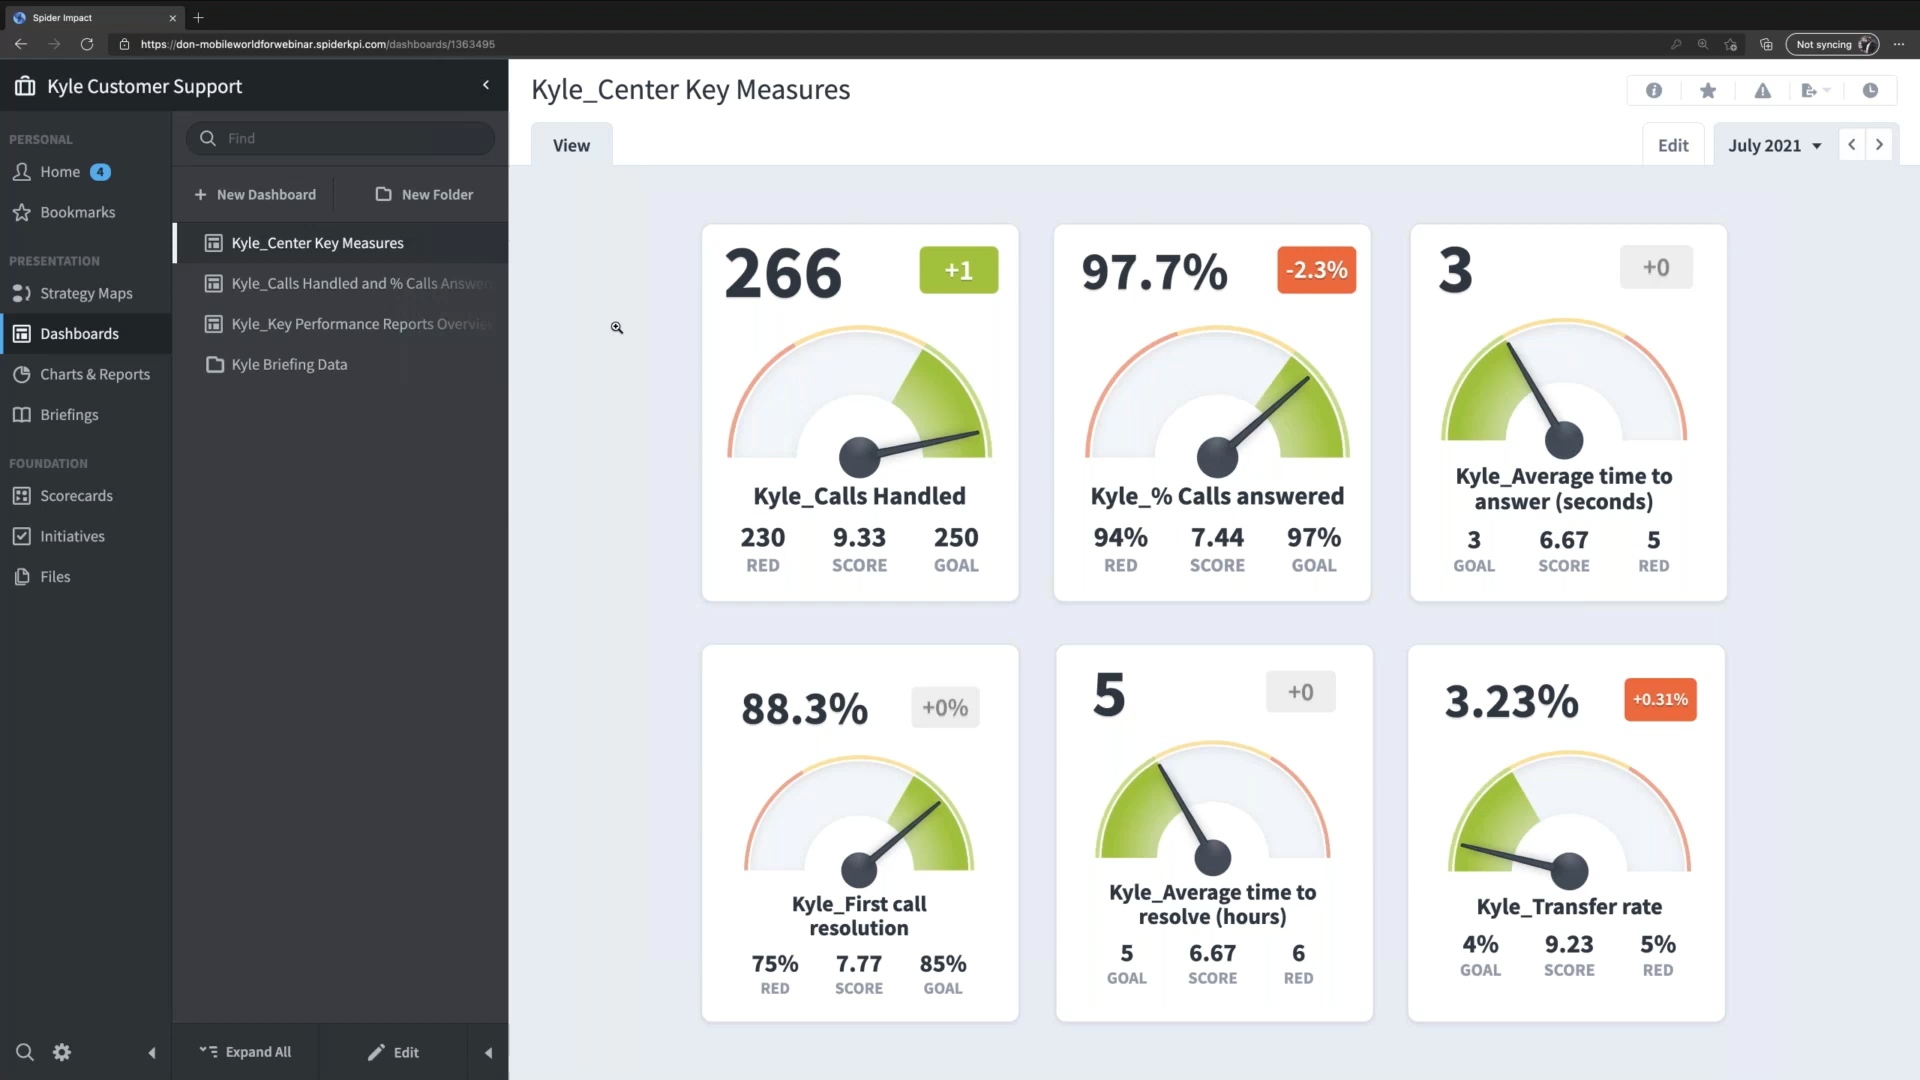 Spider Impact
https://don-mobileworldforwebinar.spiderkpi.com/dashboards/1363495
Not syncing
Kyle Customer Support
PERSONAL
Home 4
Bookmarks
PRESENTATION
Strategy Maps
Dashboards
Charts & Reports
Briefings
FOUNDATION
Scorecards
Initiatives
Files
Find
New Dashboard
New Folder
Kyle_Center Key Measures
Kyle_Calls Handled and % Calls Answer
Kyle_Key Performance Reports Overvie
Kyle Briefing Data
Expand All
Edit
Kyle_Center Key Measures
View
Edit
July 2021
266 +1
Kyle_Calls Handled
230 9.33 250
RED SCORE GOAL
97.7% -2.3%
Kyle_% Calls answered
94% 7.44 97%
RED SCORE GOAL
3 +0
Kyle_Average time to
answer (seconds)
3 6.67 5
GOAL SCORE RED
88.3% +0%
Kyle_First call
resolution
75% 7.77 85%
RED SCORE GOAL
5 +0
Kyle_Average time to
resolve (hours)
5 6.67 6
GOAL SCORE RED
3.23% +0.31%
Kyle_Transfer rate
4% 9.23 5%
GOAL SCORE RED